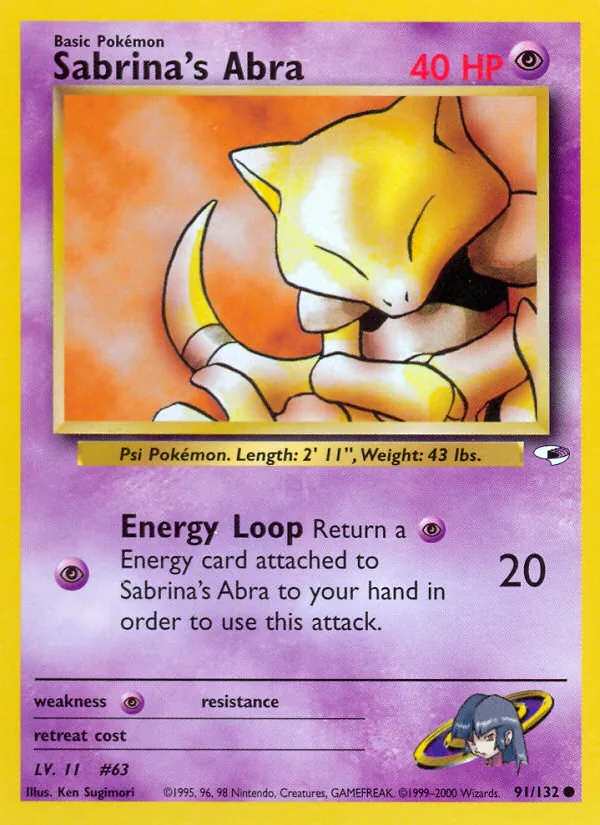 Basic Pokémon
Sabrina's Abra 40 HP
Psi Pokémon. Length: 2' 11", Weight: 43 lbs.
Energy Loop Return a
Energy card attached to
Sabrina's Abra to your hand in
order to use this attack.
20
weakness resistance
retreat cost
LV. 11 #63
Illus. Ken Sugimori ©1995, 96, 98 Nintendo, Creatures, GAMEFREAK. ©1999-2000 Wizards. 91/132